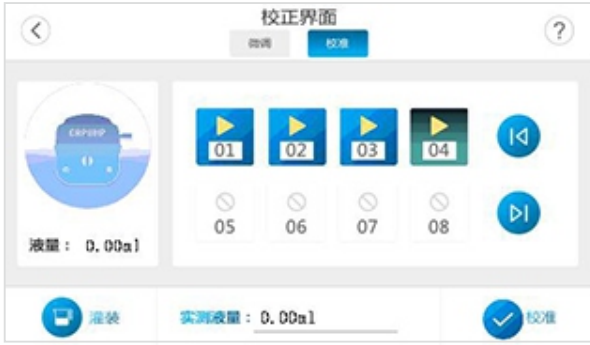 校正界面
微调 校准
?
01 02 03 04
05 06 07 08
液量： 0.00ml
灌装
实测液量：0.00ml
校准